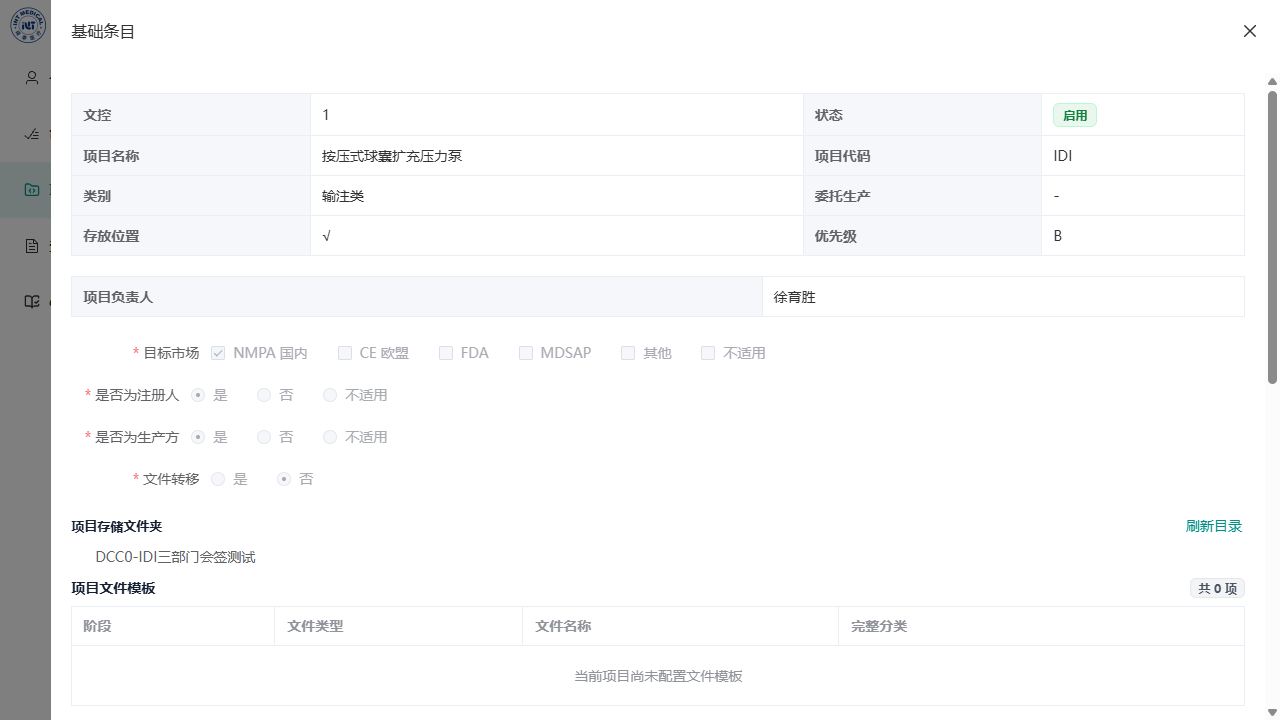 基础条目
文控 1 状态 启用
项目名称 按压式球囊扩充压力泵 项目代码 IDI
类别 输注类 委托生产 -
存放位置 √ 优先级 B
项目负责人 徐育胜
* 目标市场 NMPA 国内 CE 欧盟 FDA MDSAP 其他 不适用
* 是否为注册人 是 否 不适用
* 是否为生产方 是 否 不适用
* 文件转移 是 否
项目存储文件夹 刷新目录
DCC0-IDI三部门会签测试
项目文件模板 共 0 项
阶段 文件类型 文件名称 完整分类
当前项目尚未配置文件模板